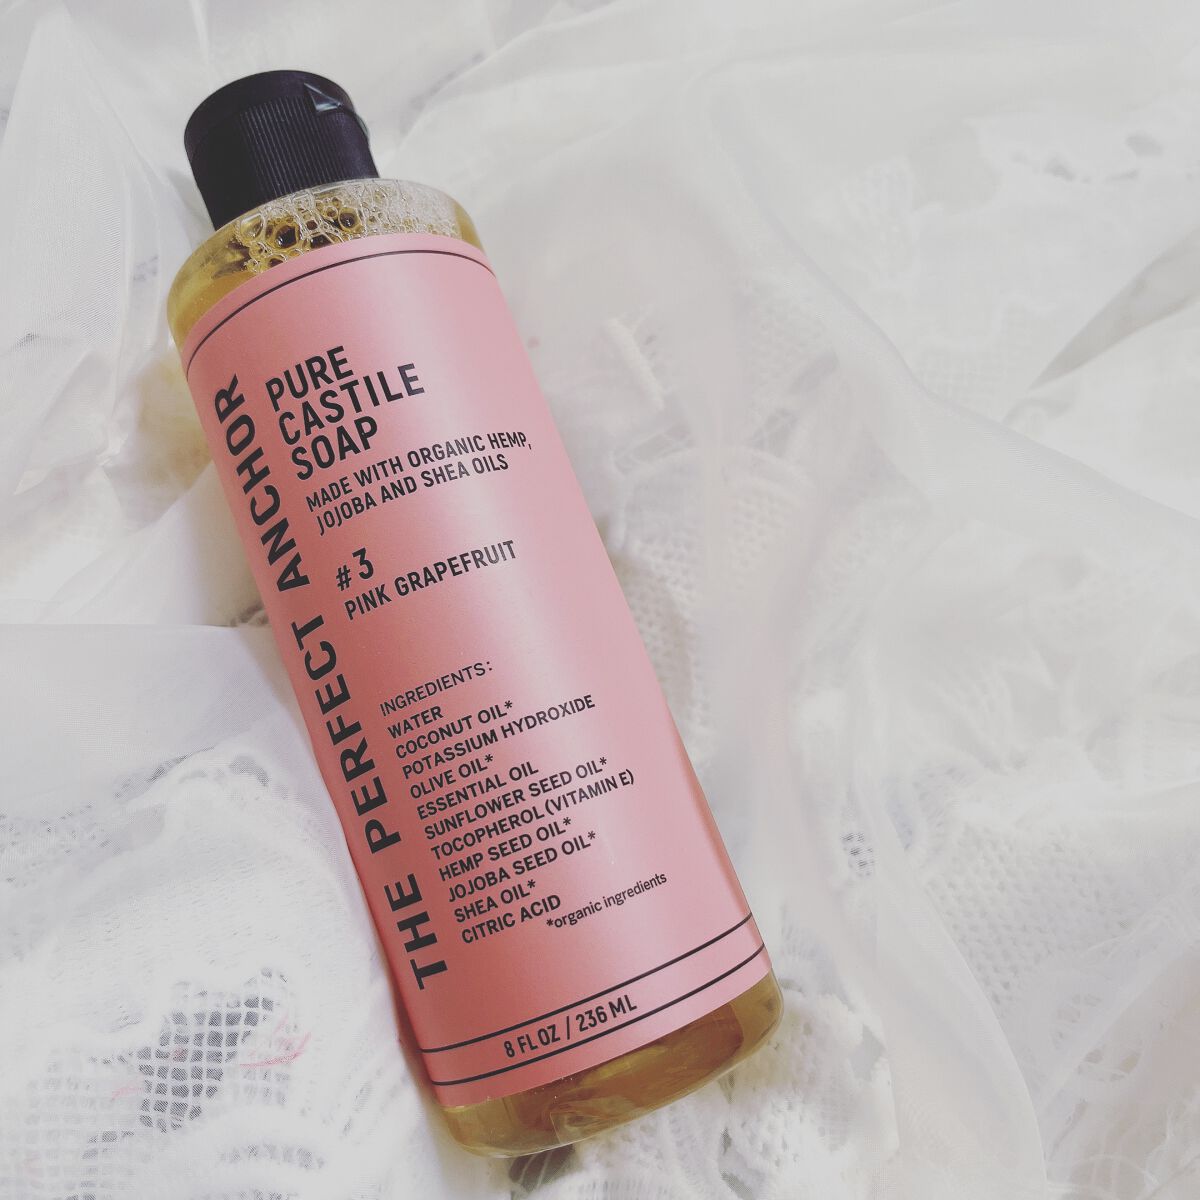 THE PERFECT ANCHOR
PURE
CASTILE
SOAP
MADE WITH ORGANIC HEMP,
JOJOBA AND SHEA OILS
#3
PINK GRAPEFRUIT
INGREDIENTS:
WATER
COCONUT OIL*
POTASSIUM HYDROXIDE
OLIVE OIL*
ESSENTIAL OIL
SUNFLOWER SEED OIL*
TOCOPHEROL (VITAMIN E)
HEMP SEED OIL*
JOJOBA SEED OIL*
SHEA OIL*
CITRIC ACID
*organic ingredients
8 FL OZ / 236 ML